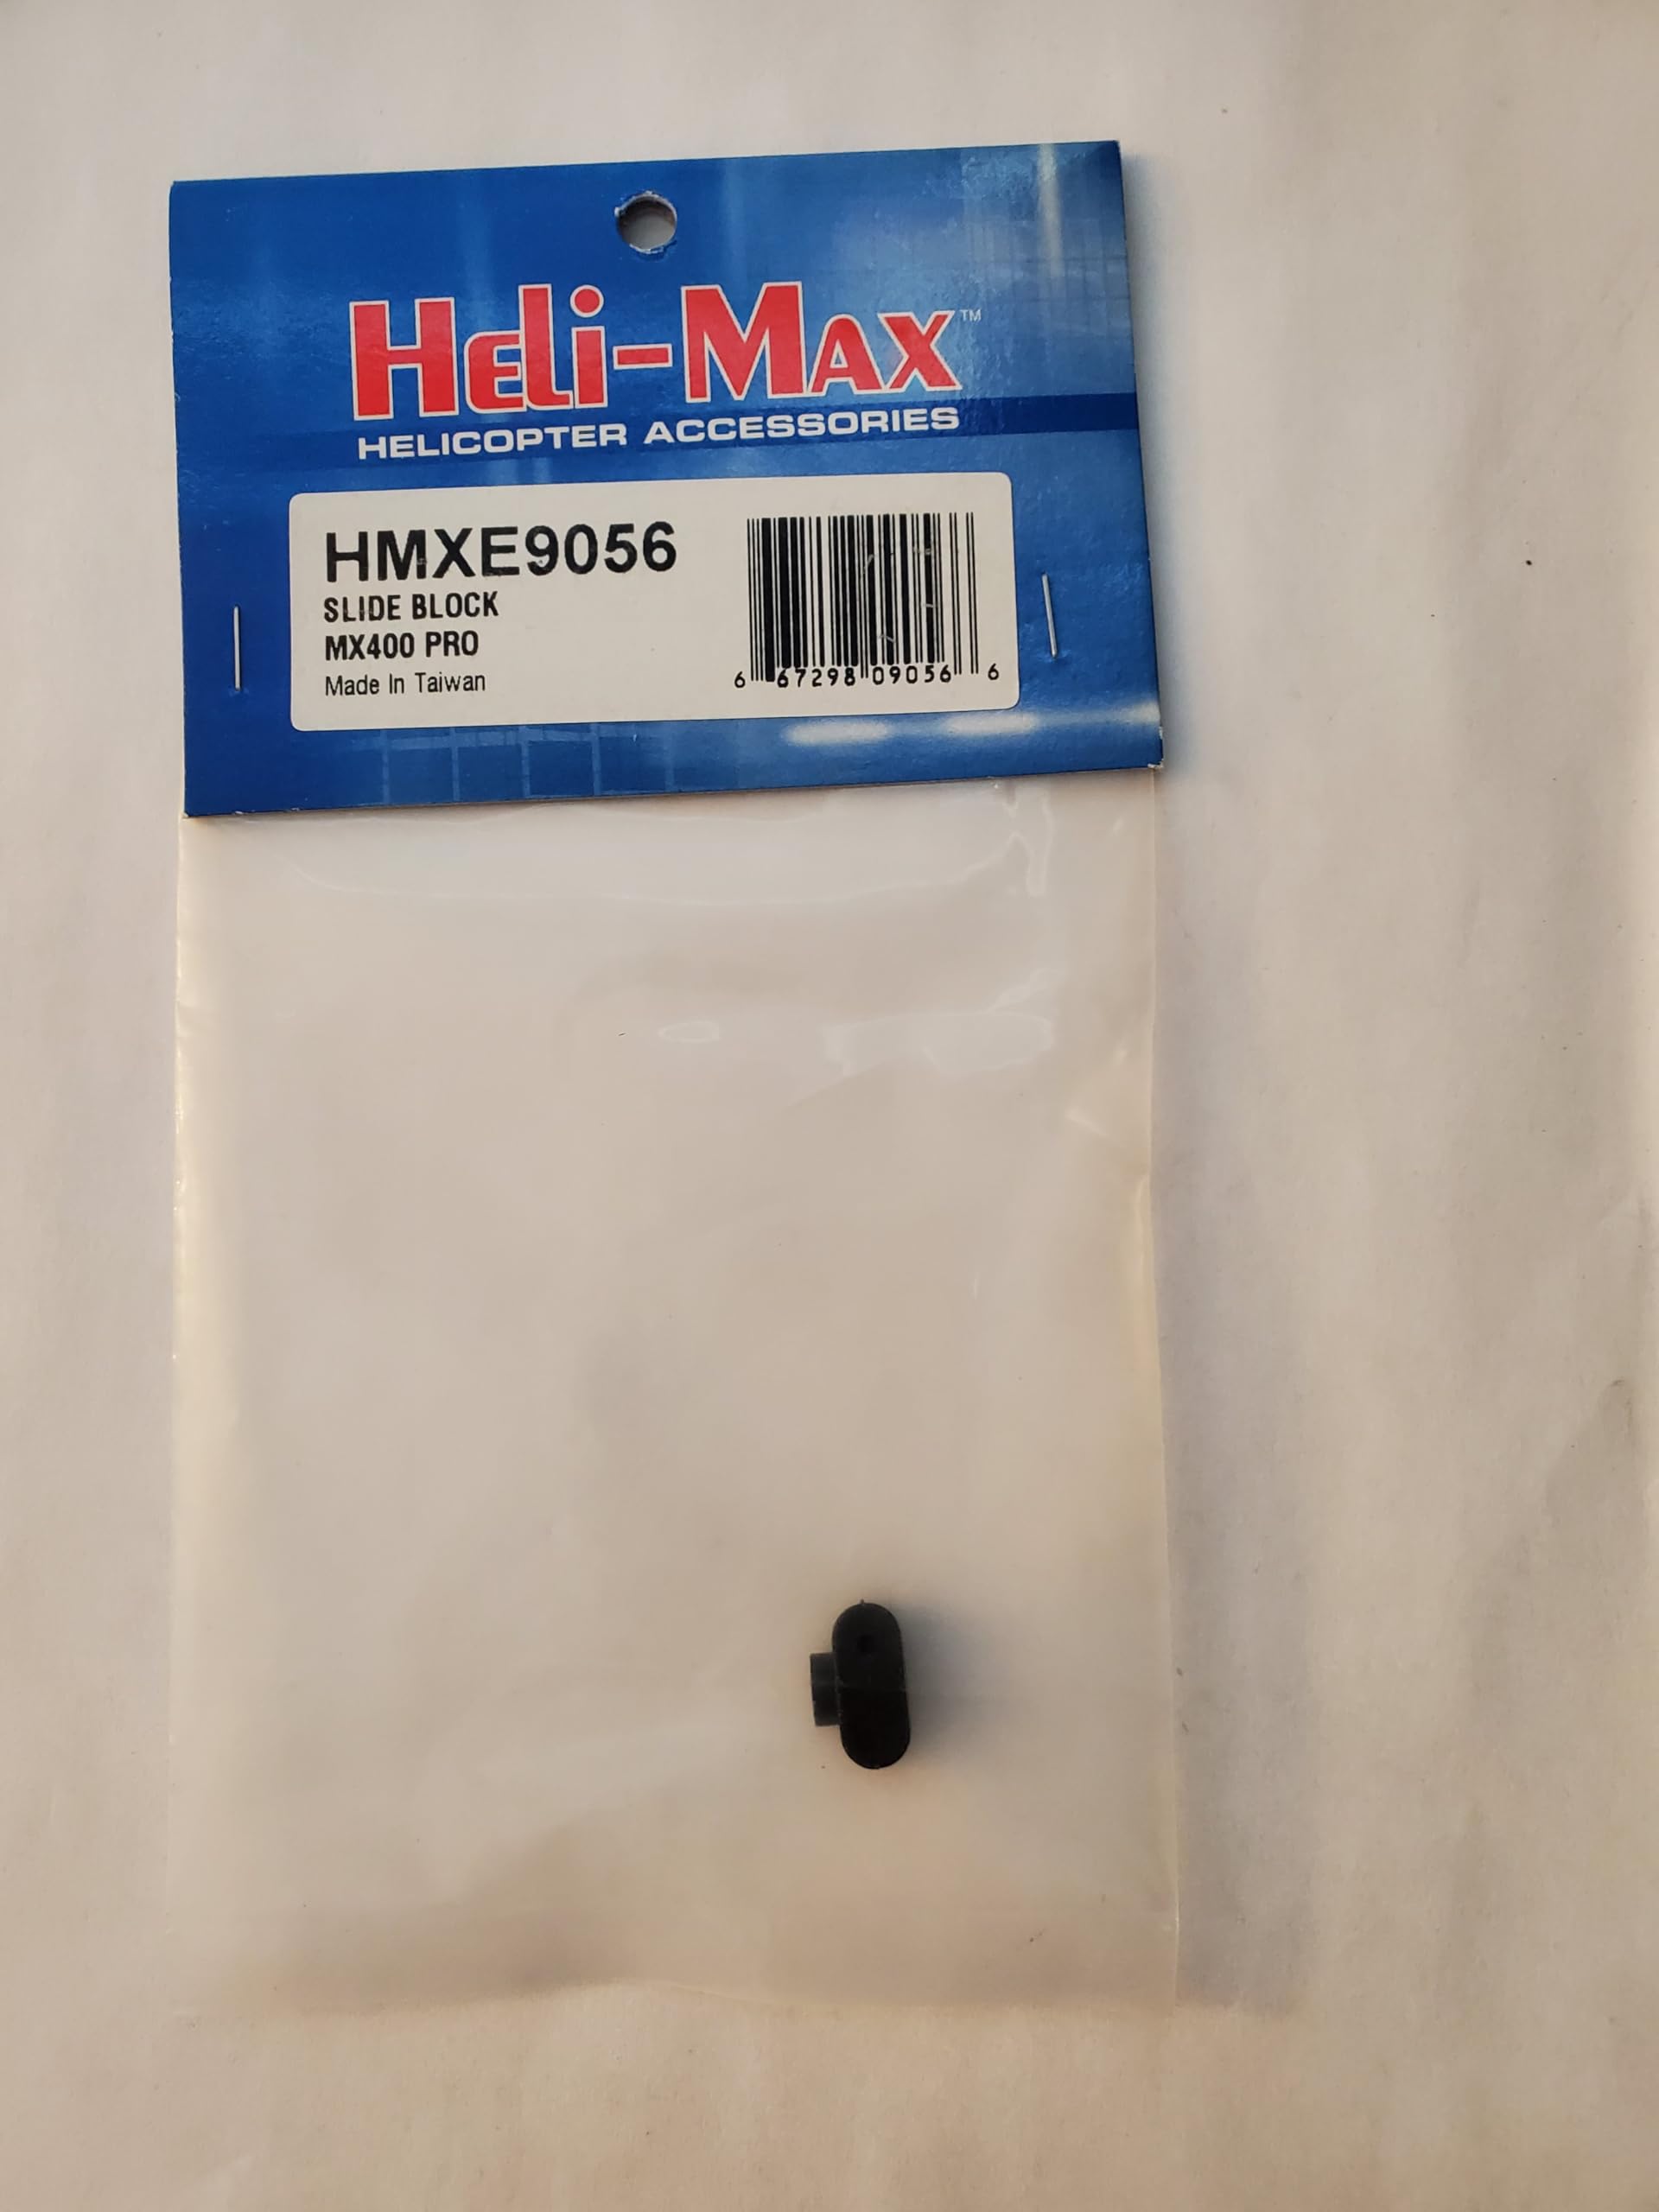 HELI-MAX™
HELICOPTER ACCESSORIES
HMXE9056
SLIDE BLOCK
MX400 PRO
Made In Taiwan
6 67298 09056 6